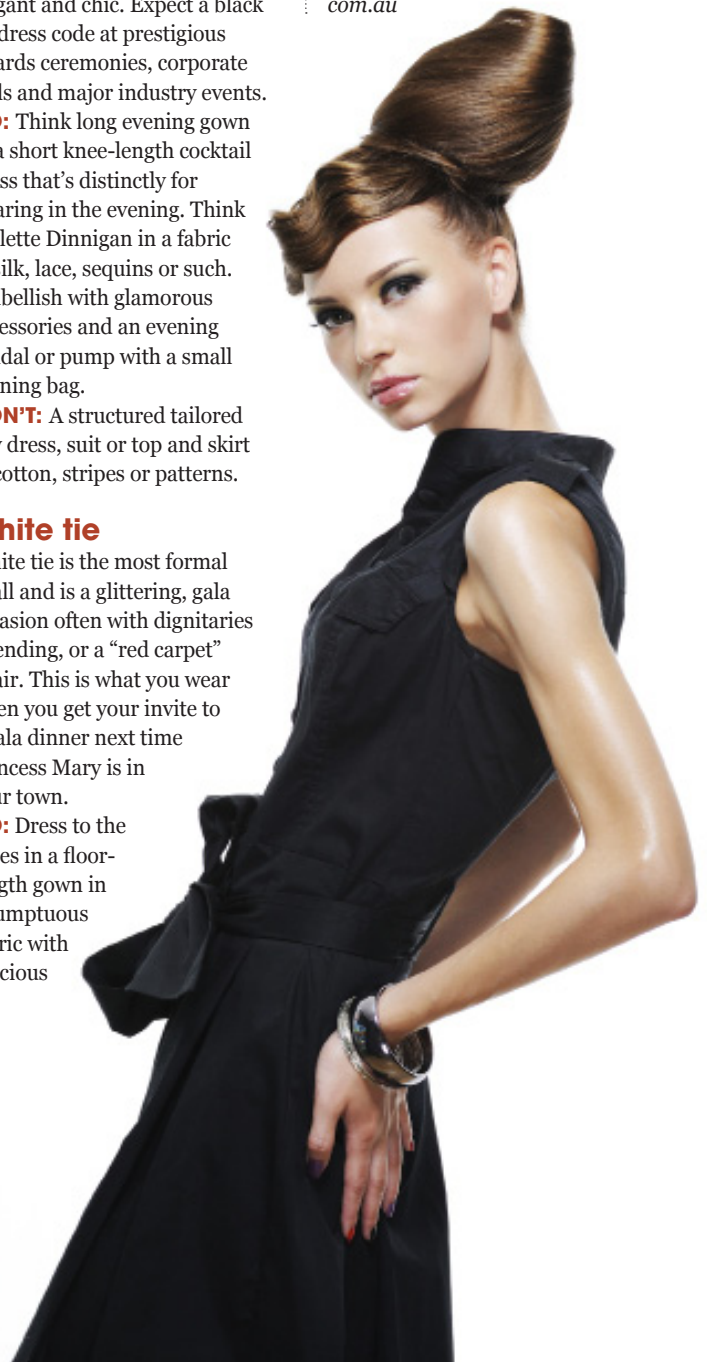 gant and chic. Expect a black
dress code at prestigious
ards ceremonies, corporate
ls and major industry events.
O: Think long evening gown
a short knee-length cocktail
ss that's distinctly for
aring in the evening. Think
lette Dinnigan in a fabric
ilk, lace, sequins or such.
bellish with glamorous
essories and an evening
dal or pump with a small
ning bag.
ON'T: A structured tailored
dress, suit or top and skirt
cotton, stripes or patterns.
hite tie
ite tie is the most formal
all and is a glittering, gala
asion often with dignitaries
ending, or a “red carpet”
air. This is what you wear
en you get your invite to
ala dinner next time
ncess Mary is in
ur town.
O: Dress to the
es in a floor-
gth gown in
umptuous
ric with
cious
com.au